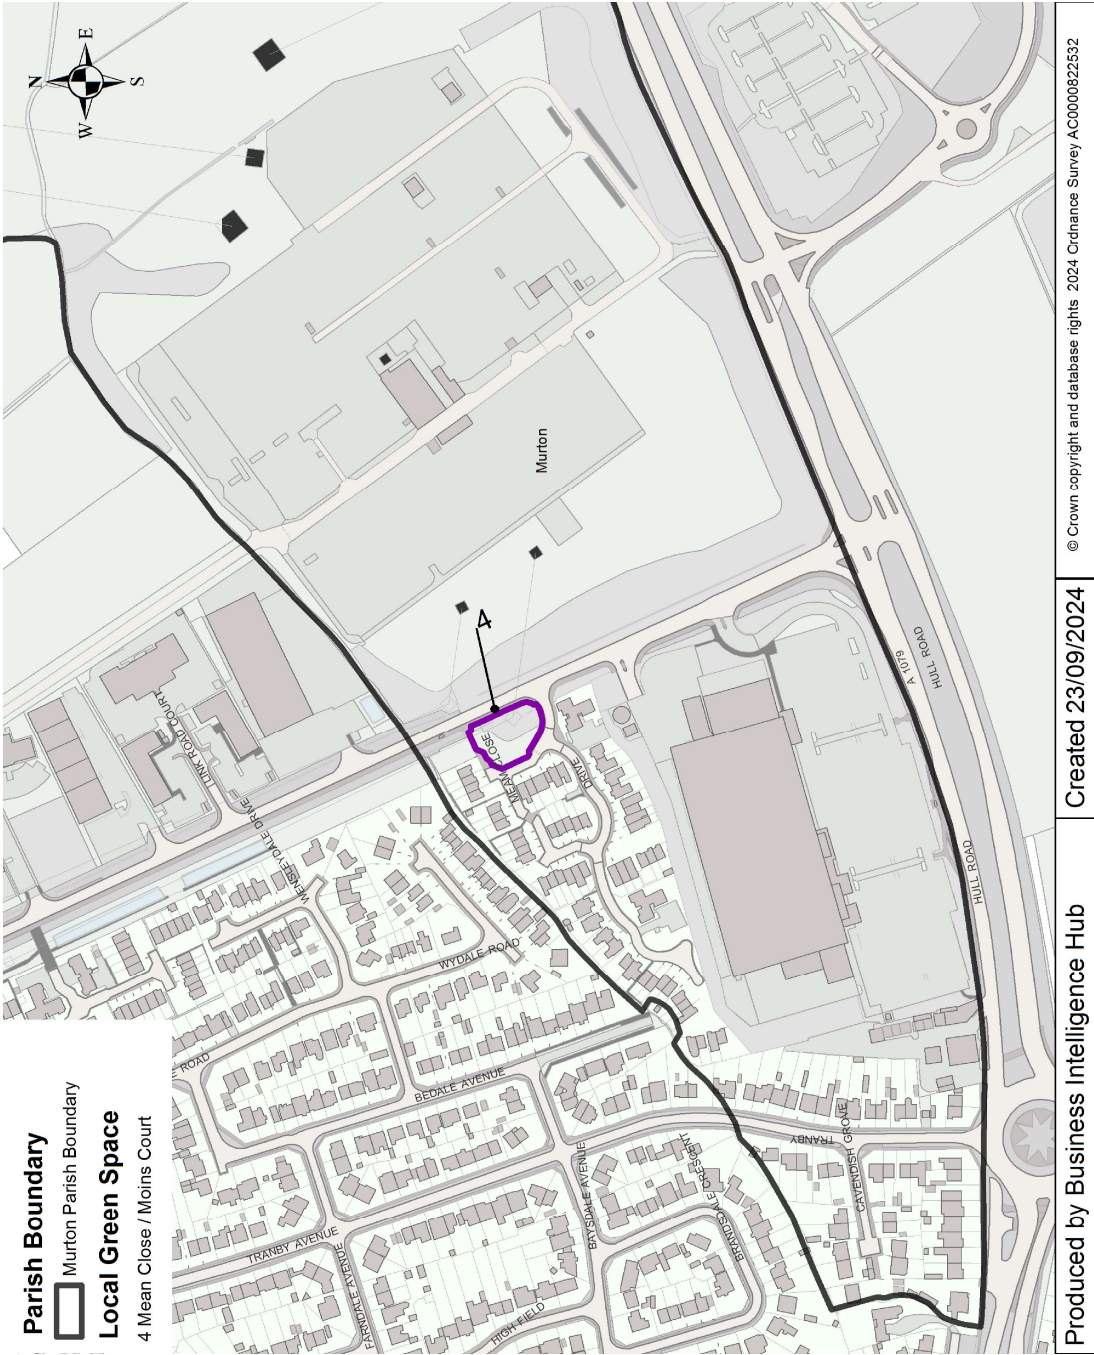 N
E
S
W
Parish Boundary
Murton Parish Boundary
Local Green Space
4 Mean Close / Moins Court
Murton
4
LINK ROAD COURT
WENSLEYDALE DRIVE
MEAM CLOSE
DRIVE
WYDALE ROAD
ROAD
BEDALE AVENUE
TRANBY AVENUE
FARNDALE AVENUE
BAYSDALE AVENUE
BRANDSDALE CRESCENT
HIGH FIELD
TRANBY
CAVENDISH GROVE
A 1079
HULL ROAD
HULL ROAD
Produced by Business Intelligence Hub
Created 23/09/2024
© Crown copyright and database rights 2024 Ordnance Survey AC0000822532